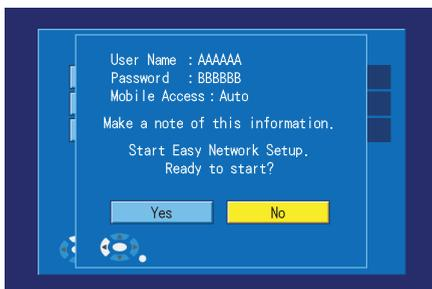 User Name : AAAAAA
Password : BBBBBB
Mobile Access : Auto
Make a note of this information.
Start Easy Network Setup.
Ready to start?
Yes No